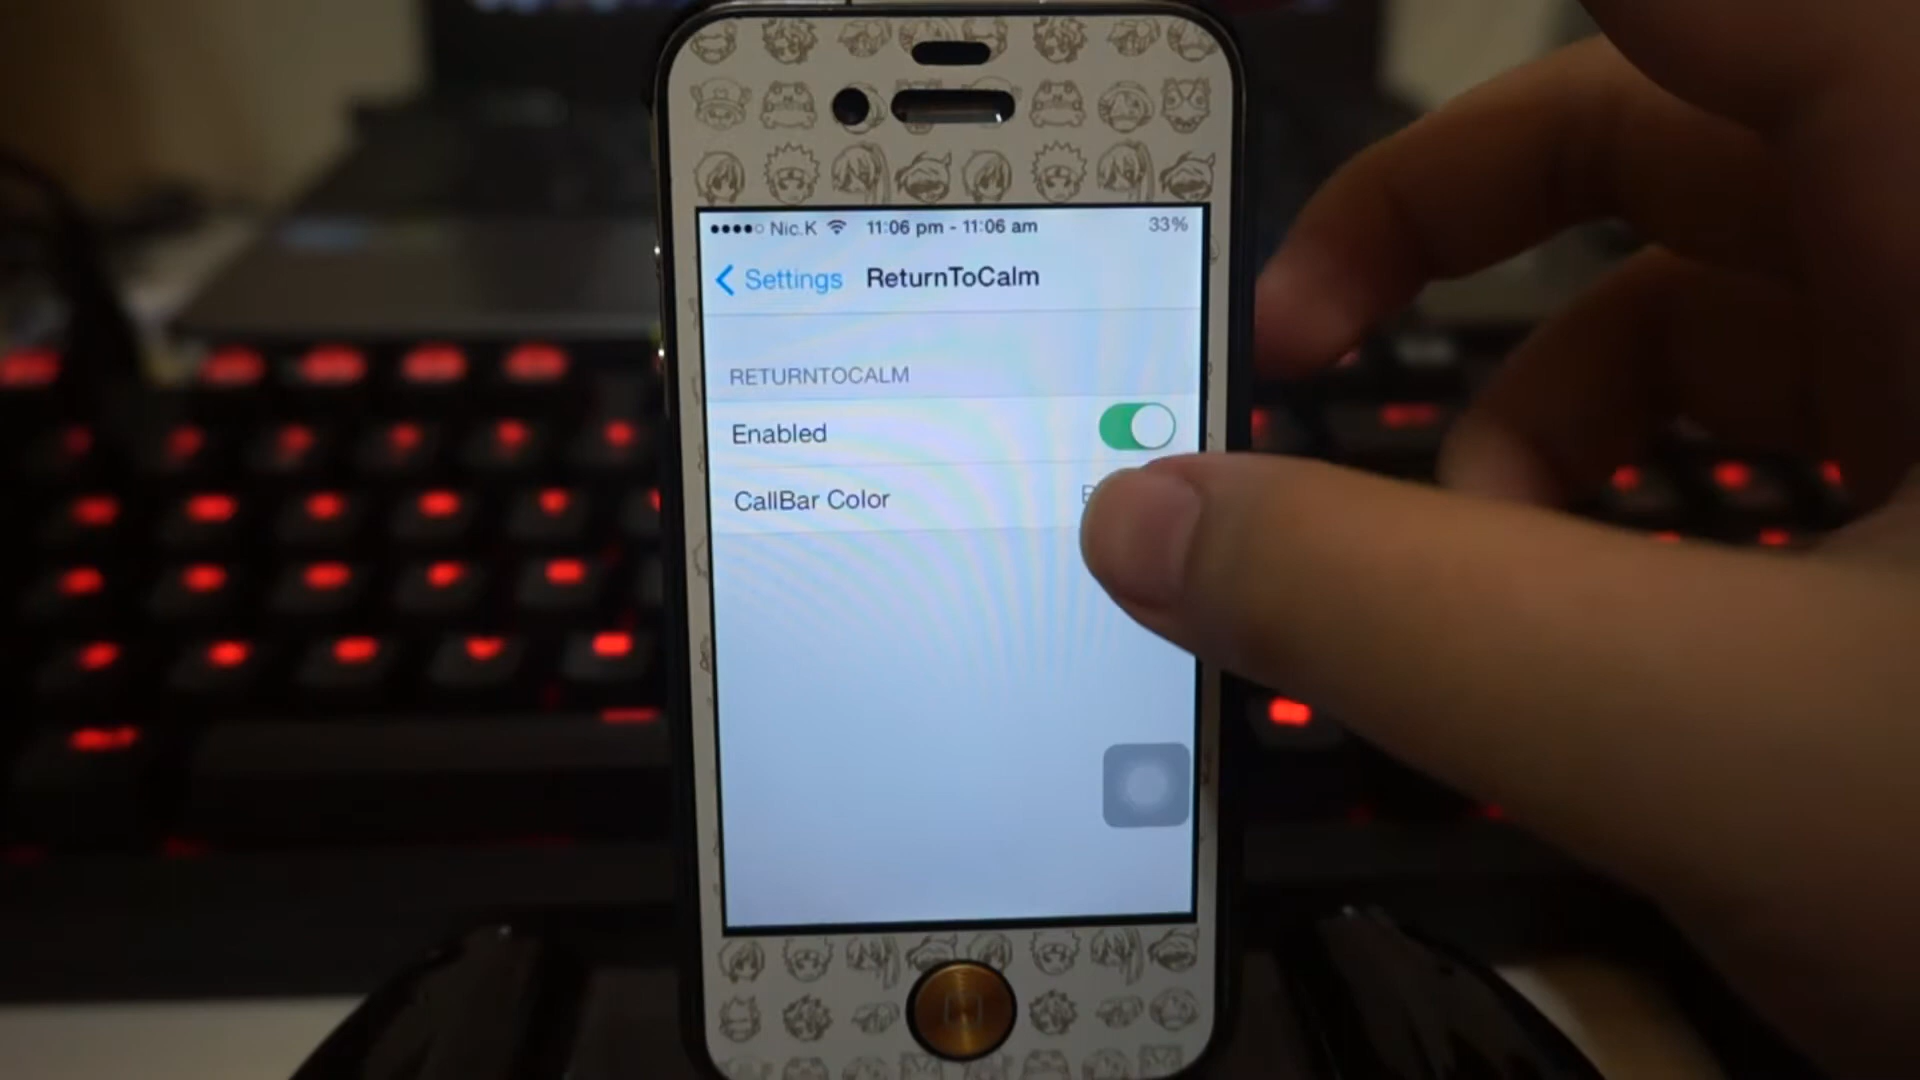 Nic.K 11:06 pm - 11:06 am 33%
Settings ReturnToCalm
RETURNTOCALM
Enabled
CallBar Color